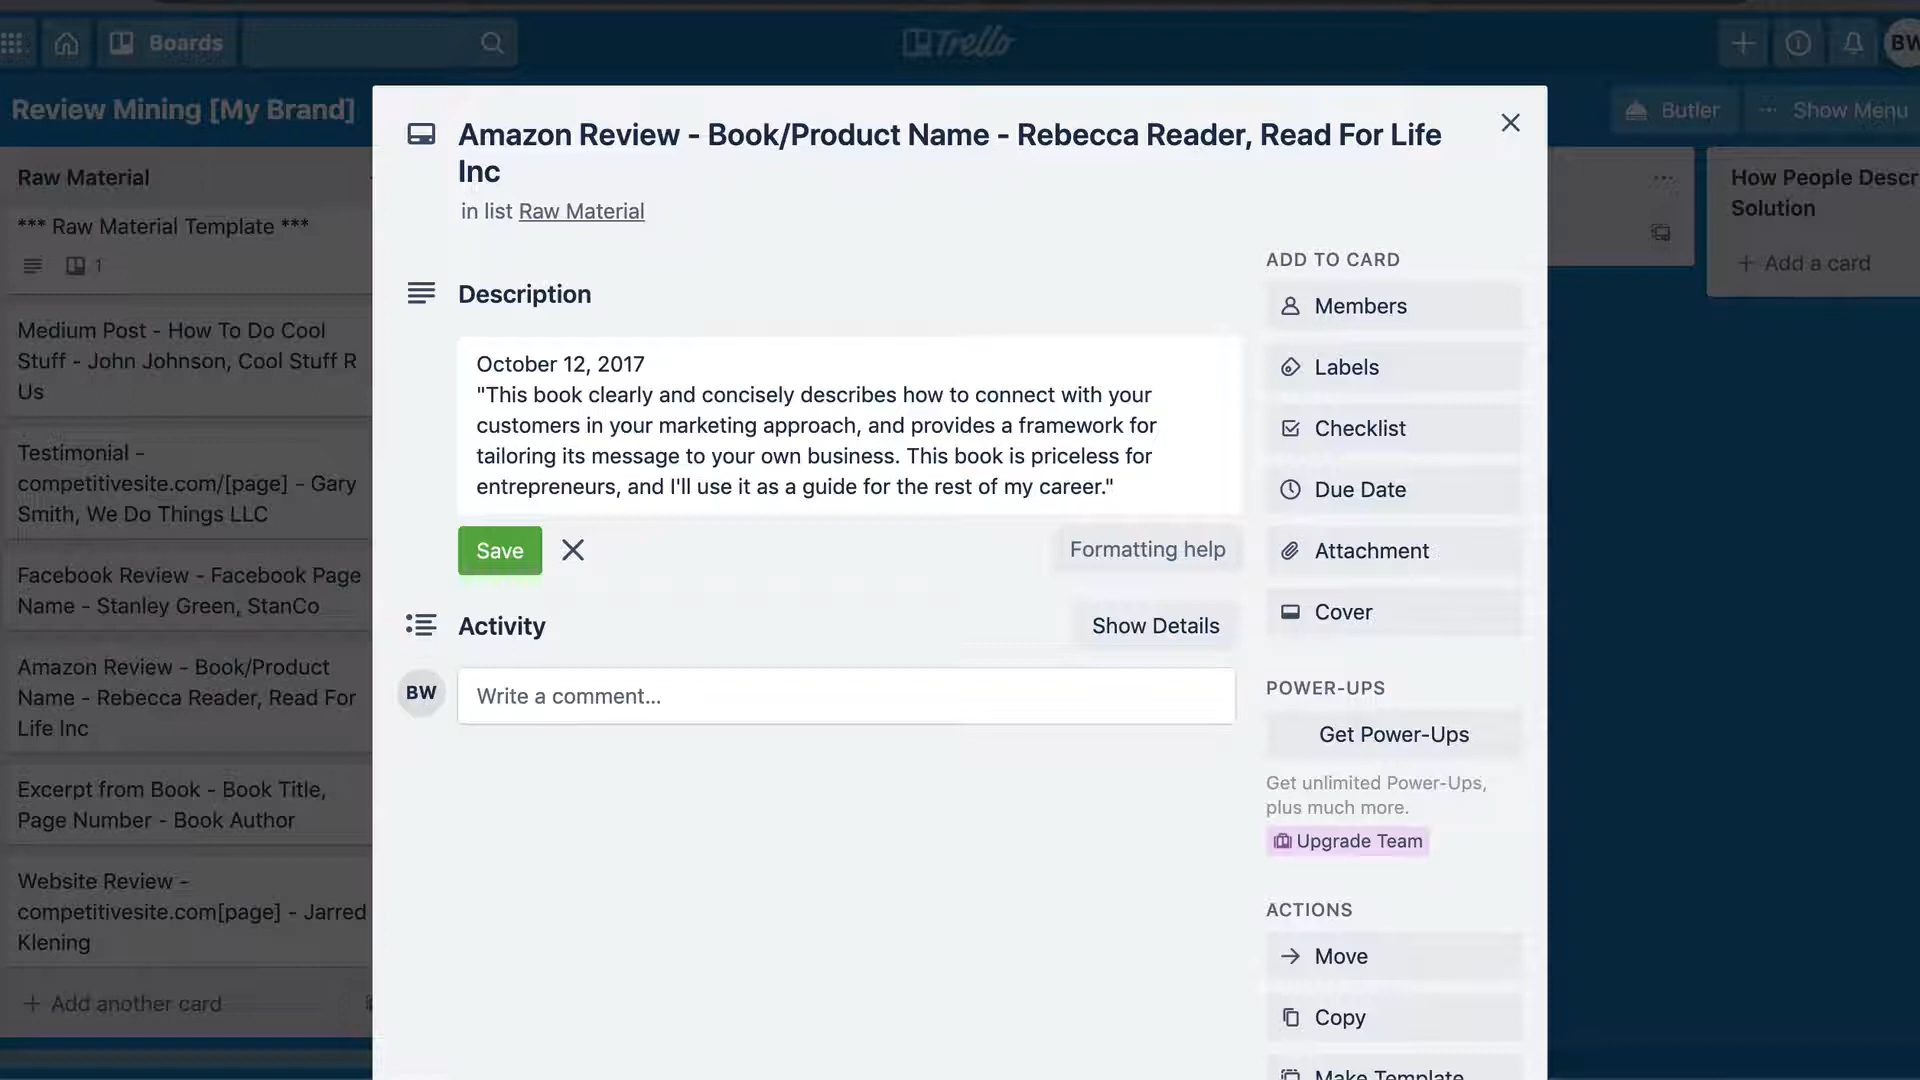 Boards
Trello
BW
Review Mining [My Brand]
Butler
Show Menu
Raw Material
*** Raw Material Template ***
1
Medium Post - How To Do Cool
Stuff - John Johnson, Cool Stuff R
Us
Testimonial -
competitivesite.com/[page] - Gary
Smith, We Do Things LLC
Facebook Review - Facebook Page
Name - Stanley Green, StanCo
Amazon Review - Book/Product
Name - Rebecca Reader, Read For
Life Inc
Excerpt from Book - Book Title,
Page Number - Book Author
Website Review -
competitivesite.com[page] - Jarred
Klening
+ Add another card
Amazon Review - Book/Product Name - Rebecca Reader, Read For Life
Inc
in list Raw Material
Description
October 12, 2017
"This book clearly and concisely describes how to connect with your
customers in your marketing approach, and provides a framework for
tailoring its message to your own business. This book is priceless for
entrepreneurs, and I'll use it as a guide for the rest of my career."
Save
Formatting help
Activity
Show Details
BW
Write a comment...
ADD TO CARD
Members
Labels
Checklist
Due Date
Attachment
Cover
POWER-UPS
Get Power-Ups
Get unlimited Power-Ups,
plus much more.
Upgrade Team
ACTIONS
Move
Copy
Make Template
How People Descr
Solution
+ Add a card